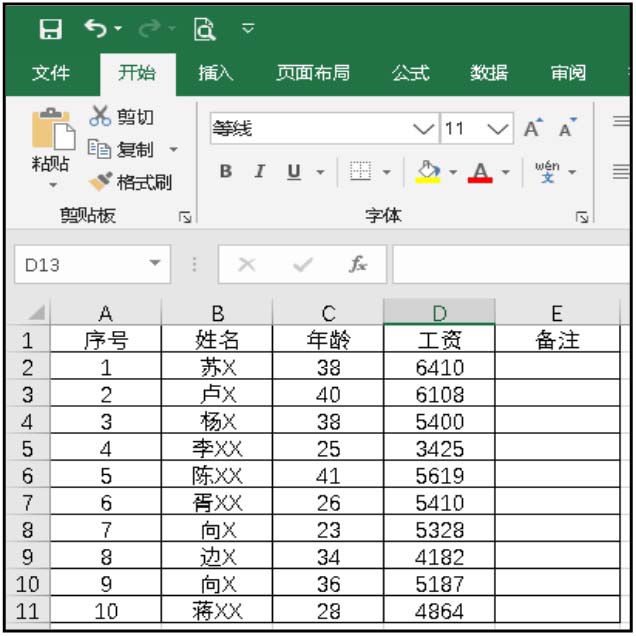 文件 开始 插入 页面布局 公式 数据 审阅
剪切
等线 11 A A
复制
粘贴
格式刷
B I U A wén 文
剪贴板 字体
D13 fx
A B C D E
1 序号 姓名 年龄 工资 备注
2 1 苏X 38 6410
3 2 卢X 40 6108
4 3 杨X 38 5400
5 4 李XX 25 3425
6 5 陈XX 41 5619
7 6 胥XX 26 5410
8 7 向X 23 5328
9 8 边X 34 4182
10 9 向X 36 5187
11 10 蒋XX 28 4864